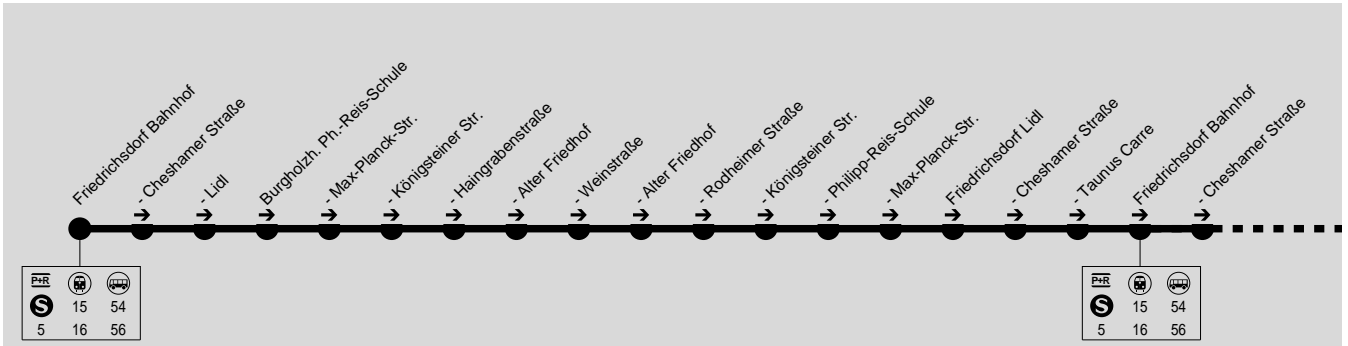 Friedrichsdorf Bahnhof
- Cheshamer Straße
- Lidl
Burgholzh. Ph.-Reis-Schule
- Max-Planck-Str.
- Königsteiner Str.
- Haingrabenstraße
- Alter Friedhof
- Weinstraße
- Alter Friedhof
- Rodheimer Straße
- Königsteiner Str.
- Philipp-Reis-Schule
- Max-Planck-Str.
Friedrichsdorf Lidl
- Cheshamer Straße
- Taunus Carre
Friedrichsdorf Bahnhof
- Cheshamer Straße
P+R
S 15 54
5 16 56
P+R
S 15 54
5 16 56